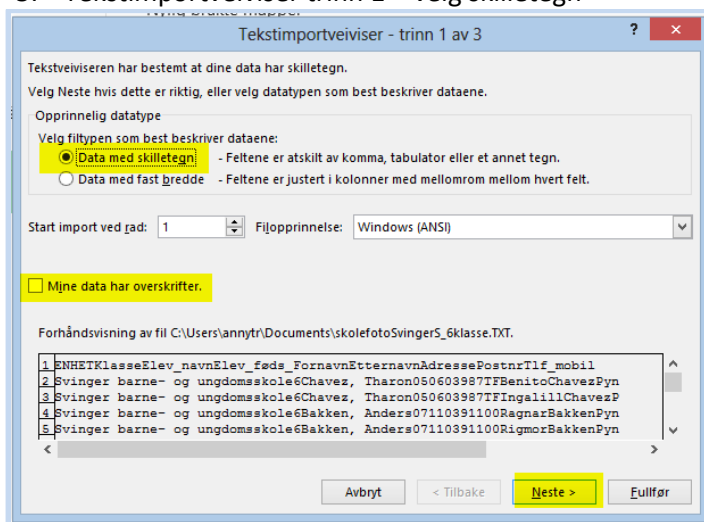 Tekstimportveiviser - trinn 1 av 3
? ×
Tekstveiviseren har bestemt at dine data har skilletegn.
Velg Neste hvis dette er riktig, eller velg datatypen som best beskriver dataene.
Opprinnelig datatype
Velg filtypen som best beskriver dataene:
Data med skilletegn - Feltene er atskilt av komma, tabulator eller et annet tegn.
Data med fast bredde - Feltene er justert i kolonner med mellomrom mellom hvert felt.
Start import ved rad: 1 Filopprinnelse: Windows (ANSI)
Mine data har overskrifter.
Forhåndsvisning av fil C:\Users\annytr\Documents\skolefotoSvingerS_6klasse.TXT.
1 ENHETKlasseElev_navnElev_føds_FornavnEtternavnAdressePostnrTlf_mobil
2 Svinger barne- og ungdomsskole6Chavez, Tharon050603987TFBenitoChavezPyn
3 Svinger barne- og ungdomsskole6Chavez, Tharon050603987TFIngalillChavezP
4 Svinger barne- og ungdomsskole6Bakken, Anders07110391100RagnarBakkenPyn
5 Svinger barne- og ungdomsskole6Bakken, Anders07110391100RigmorBakkenPyn
Avbryt < Tilbake Neste > Fullfør